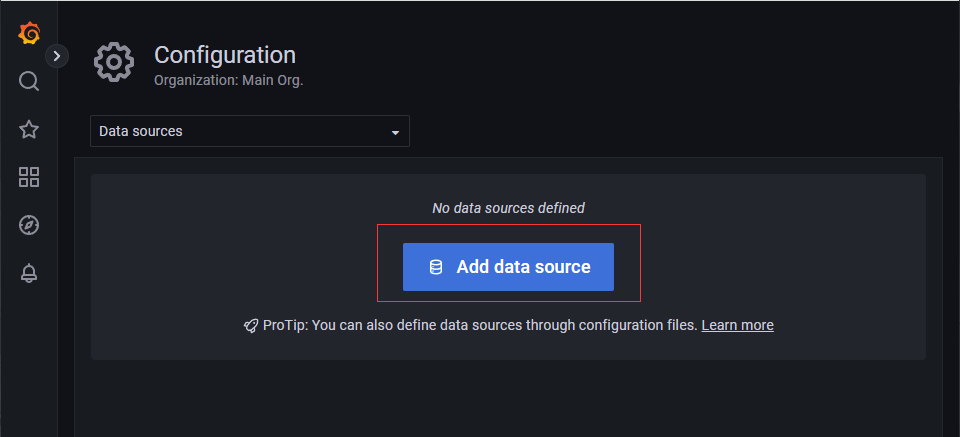 Configuration
Organization: Main Org.
Data sources
No data sources defined
Add data source
ProTip: You can also define data sources through configuration files. Learn more